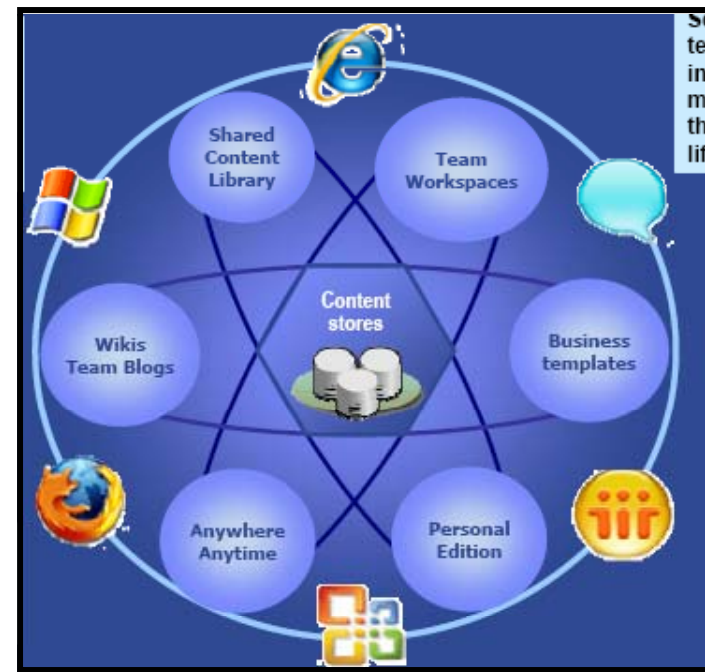 Shared
Content
Library
Team
Workspaces
Content
stores
Wikis
Team Blogs
Business
templates
Anywhere
Anytime
Personal
Edition